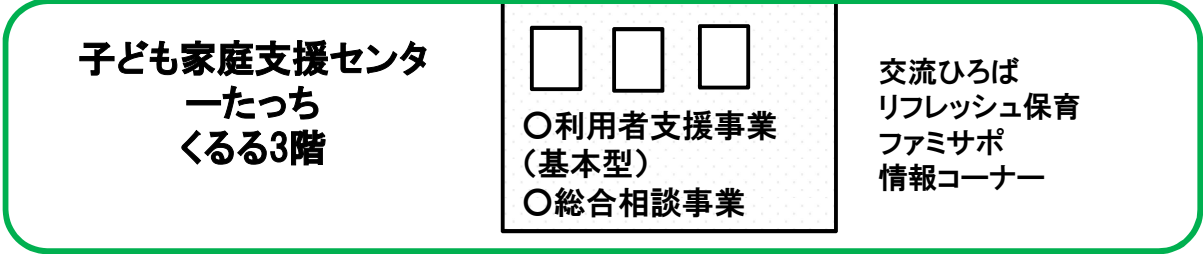 子ども家庭支援センタ
ーたっち
くるる3階
○利用者支援事業
（基本型）
○総合相談事業
交流ひろば
リフレッシュ保育
ファミサポ
情報コーナー